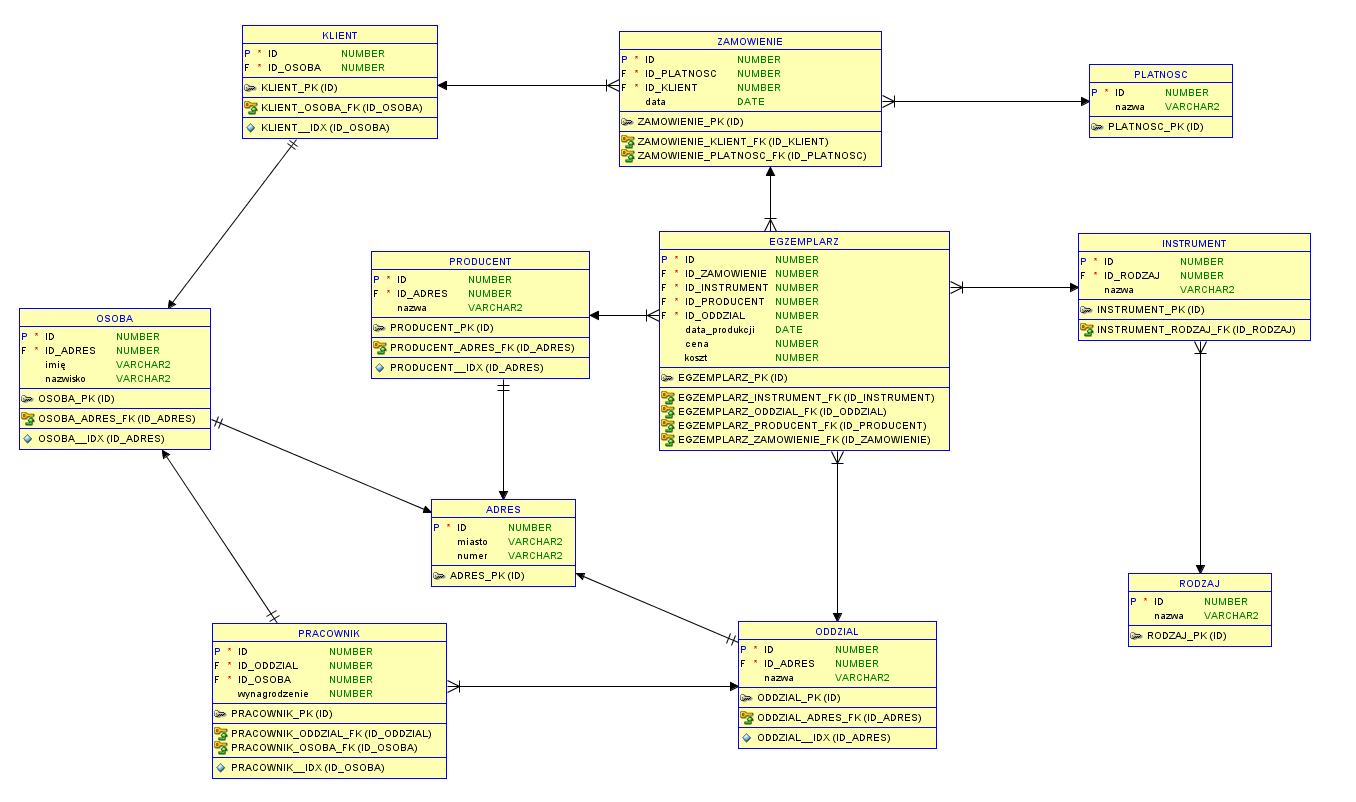 KLIENT
P * ID NUMBER
F * ID_OSOBA NUMBER
KLIENT_PK (ID)
KLIENT_OSOBA_FK (ID_OSOBA)
KLIENT__IDX (ID_OSOBA)
ZAMOWIENIE
P * ID NUMBER
F * ID_PLATNOSC NUMBER
F * ID_KLIENT NUMBER
data DATE
ZAMOWIENIE_PK (ID)
ZAMOWIENIE_KLIENT_FK (ID_KLIENT)
ZAMOWIENIE_PLATNOSC_FK (ID_PLATNOSC)
PLATNOSC
P * ID NUMBER
nazwa VARCHAR2
PLATNOSC_PK (ID)
PRODUCENT
P * ID NUMBER
F * ID_ADRES NUMBER
nazwa VARCHAR2
PRODUCENT_PK (ID)
PRODUCENT_ADRES_FK (ID_ADRES)
PRODUCENT__IDX (ID_ADRES)
EGZEMPLARZ
P * ID NUMBER
F * ID_ZAMOWIENIE NUMBER
F * ID_INSTRUMENT NUMBER
F * ID_PRODUCENT NUMBER
F * ID_ODDZIAL NUMBER
data_produkcji DATE
cena NUMBER
koszt NUMBER
EGZEMPLARZ_PK (ID)
EGZEMPLARZ_INSTRUMENT_FK (ID_INSTRUMENT)
EGZEMPLARZ_ODDZIAL_FK (ID_ODDZIAL)
EGZEMPLARZ_PRODUCENT_FK (ID_PRODUCENT)
EGZEMPLARZ_ZAMOWIENIE_FK (ID_ZAMOWIENIE)
INSTRUMENT
P * ID NUMBER
F * ID_RODZAJ NUMBER
nazwa VARCHAR2
INSTRUMENT_PK (ID)
INSTRUMENT_RODZAJ_FK (ID_RODZAJ)
OSOBA
P * ID NUMBER
F * ID_ADRES NUMBER
imię VARCHAR2
nazwisko VARCHAR2
OSOBA_PK (ID)
OSOBA_ADRES_FK (ID_ADRES)
OSOBA__IDX (ID_ADRES)
ADRES
P * ID NUMBER
miasto VARCHAR2
numer VARCHAR2
ADRES_PK (ID)
RODZAJ
P * ID NUMBER
nazwa VARCHAR2
RODZAJ_PK (ID)
PRACOWNIK
P * ID NUMBER
F * ID_ODDZIAL NUMBER
F * ID_OSOBA NUMBER
wynagrodzenie NUMBER
PRACOWNIK_PK (ID)
PRACOWNIK_ODDZIAL_FK (ID_ODDZIAL)
PRACOWNIK_OSOBA_FK (ID_OSOBA)
PRACOWNIK__IDX (ID_OSOBA)
ODDZIAL
P * ID NUMBER
F * ID_ADRES NUMBER
nazwa VARCHAR2
ODDZIAL_PK (ID)
ODDZIAL_ADRES_FK (ID_ADRES)
ODDZIAL__IDX (ID_ADRES)